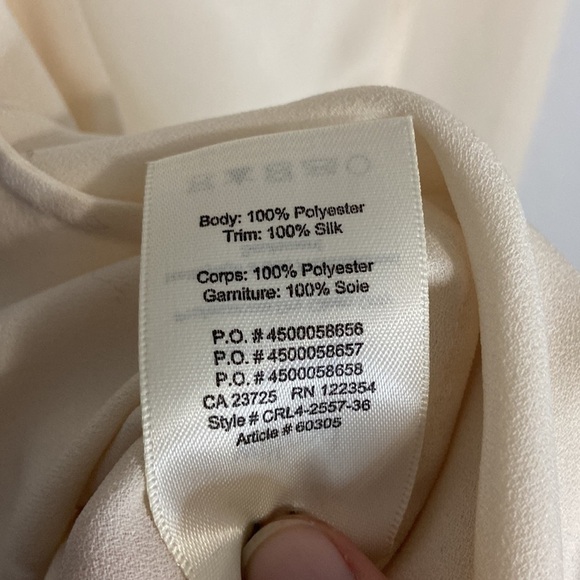 Body: 100% Polyester
Trim: 100% Silk
Corps: 100% Polyester
Garniture: 100% Soie
P.O. # 4500058656
P.O. # 4500058657
P.O. # 4500058658
CA 23725 RN 122354
Style # CRL4-2557-36
Article # 60305